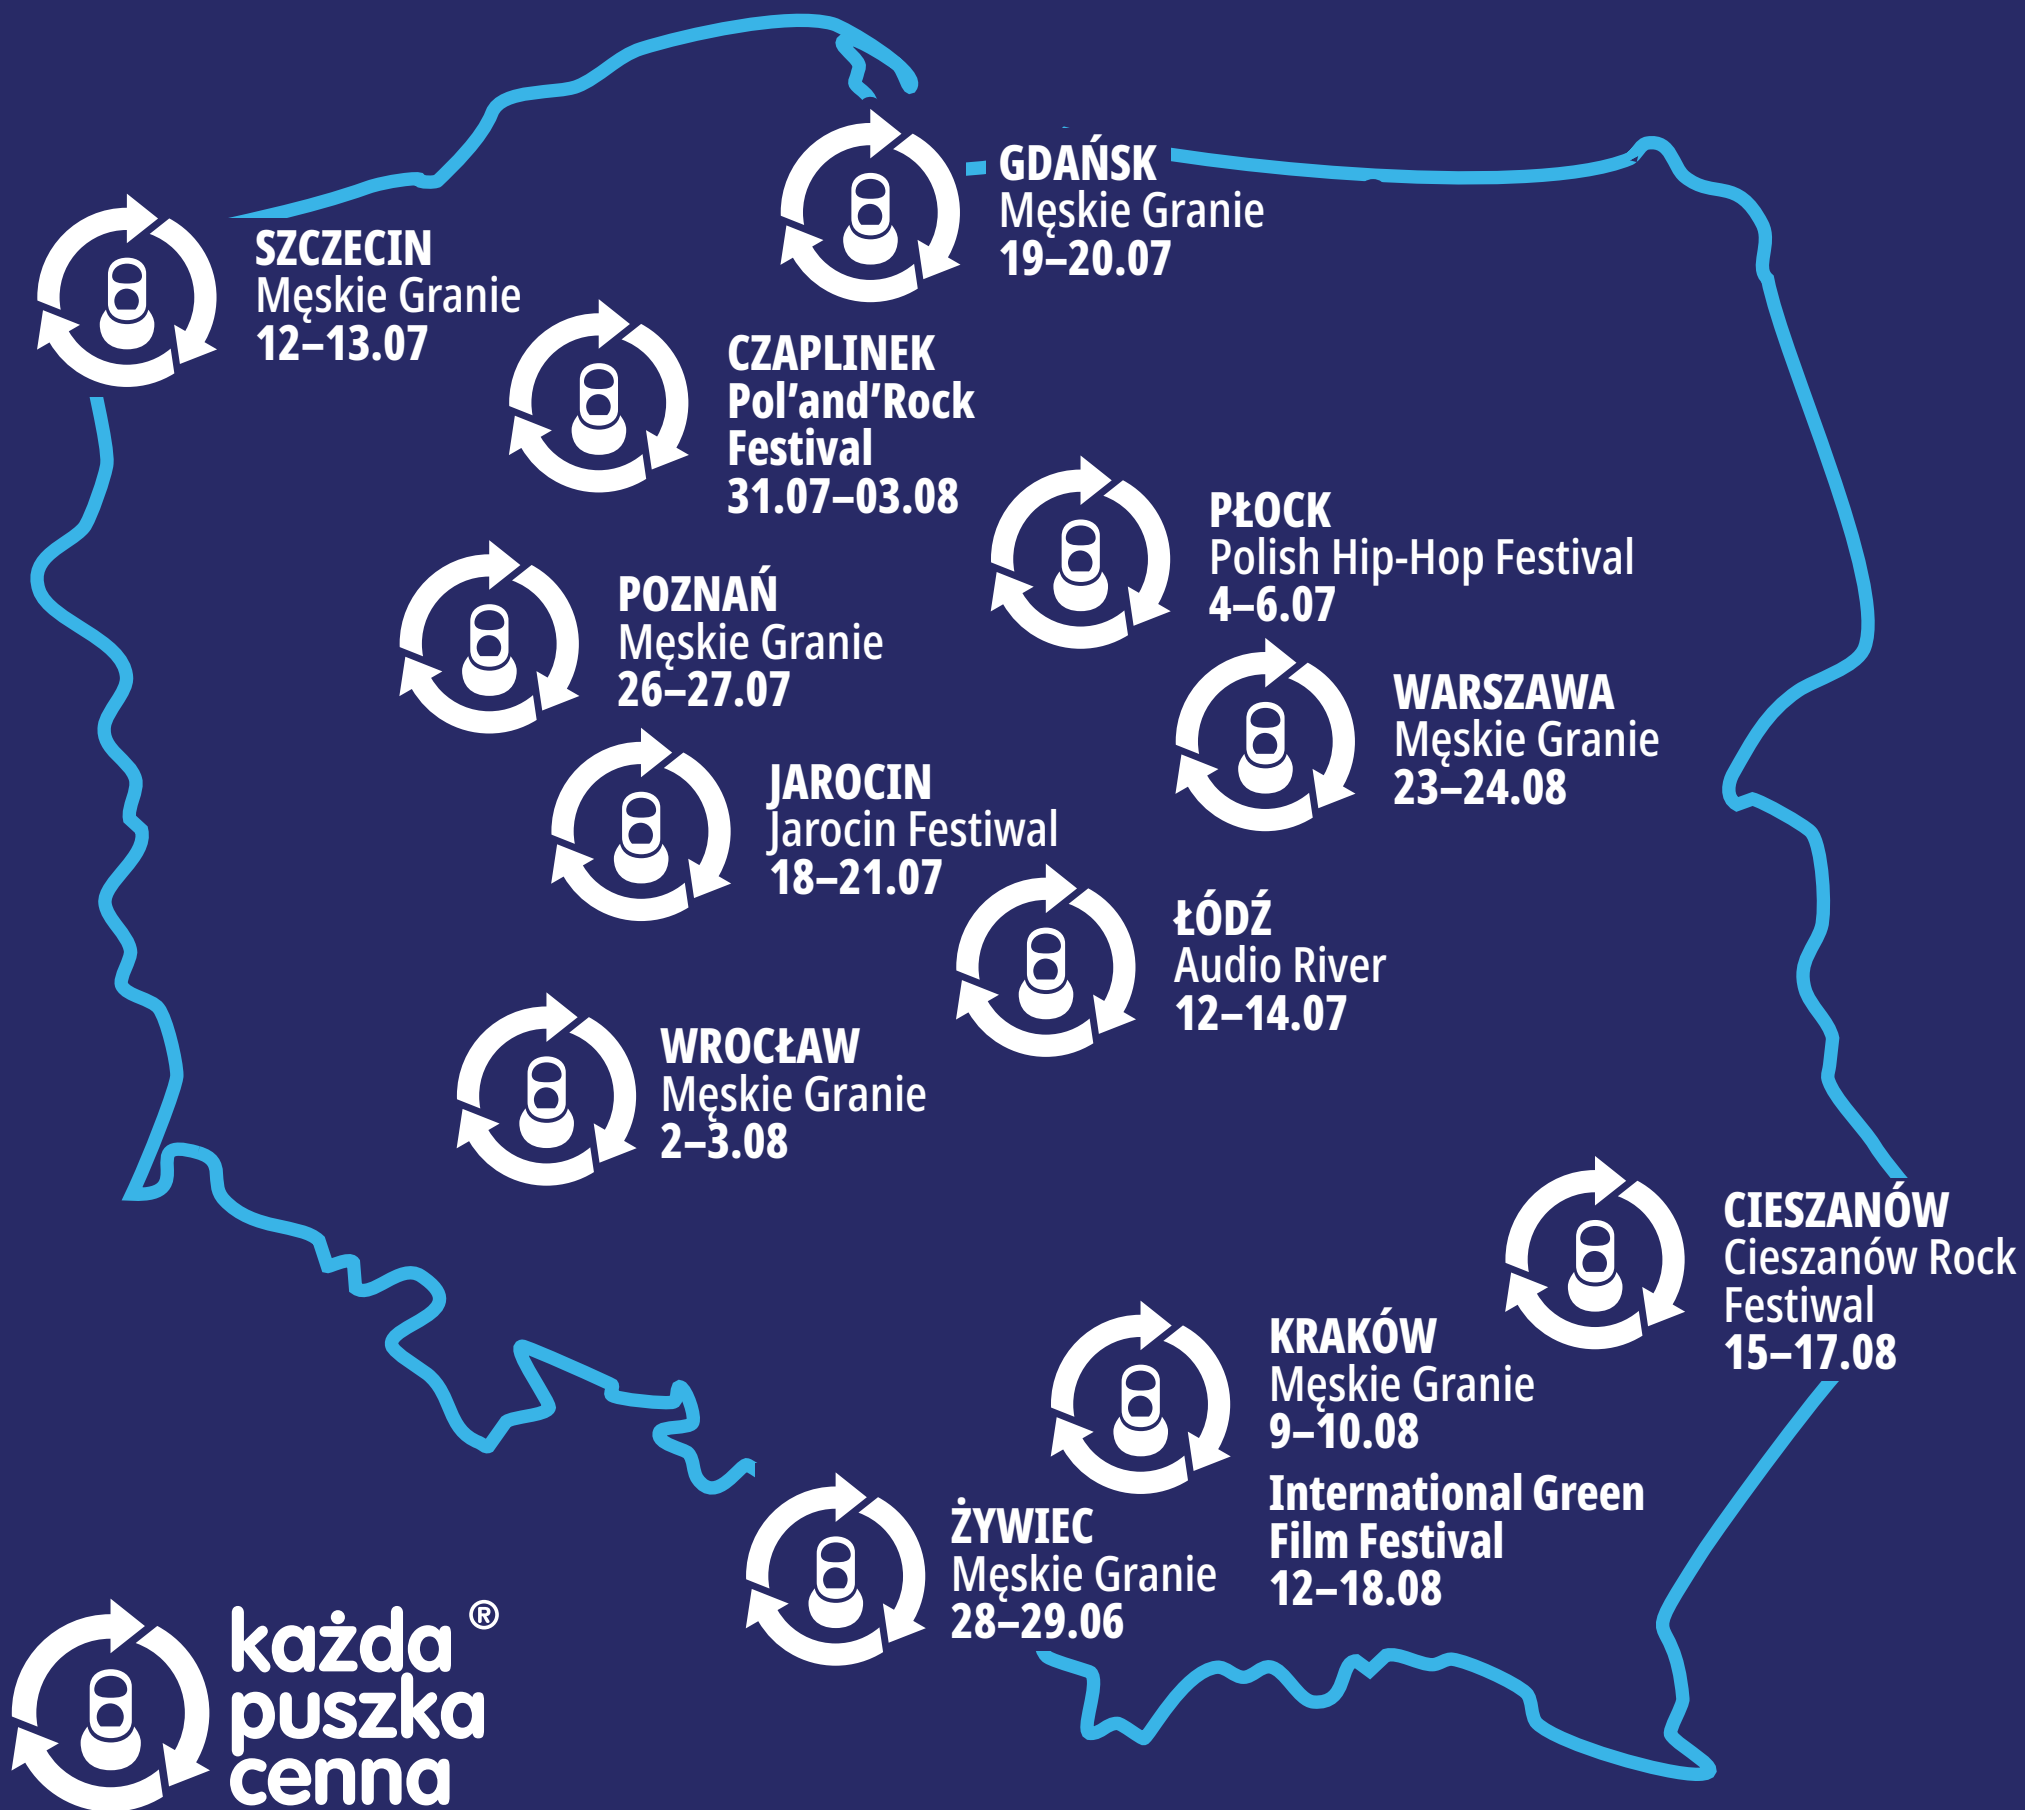 GDAŃSK
Męskie Granie
19–20.07
SZCZECIN
Męskie Granie
12–13.07
CZAPLINEK
Pol’and’Rock
Festival
31.07–03.08
PŁOCK
Polish Hip-Hop Festival
4–6.07
POZNAŃ
Męskie Granie
26–27.07
WARSZAWA
Męskie Granie
23–24.08
JAROCIN
Jarocin Festiwal
18–21.07
ŁÓDŹ
Audio River
12–14.07
WROCŁAW
Męskie Granie
2–3.08
CIESZANÓW
Cieszanów Rock
Festiwal
15–17.08
KRAKÓW
Męskie Granie
9–10.08
International Green
Film Festival
12–18.08
ŻYWIEC
Męskie Granie
28–29.06
każda ®
puszka
cenna